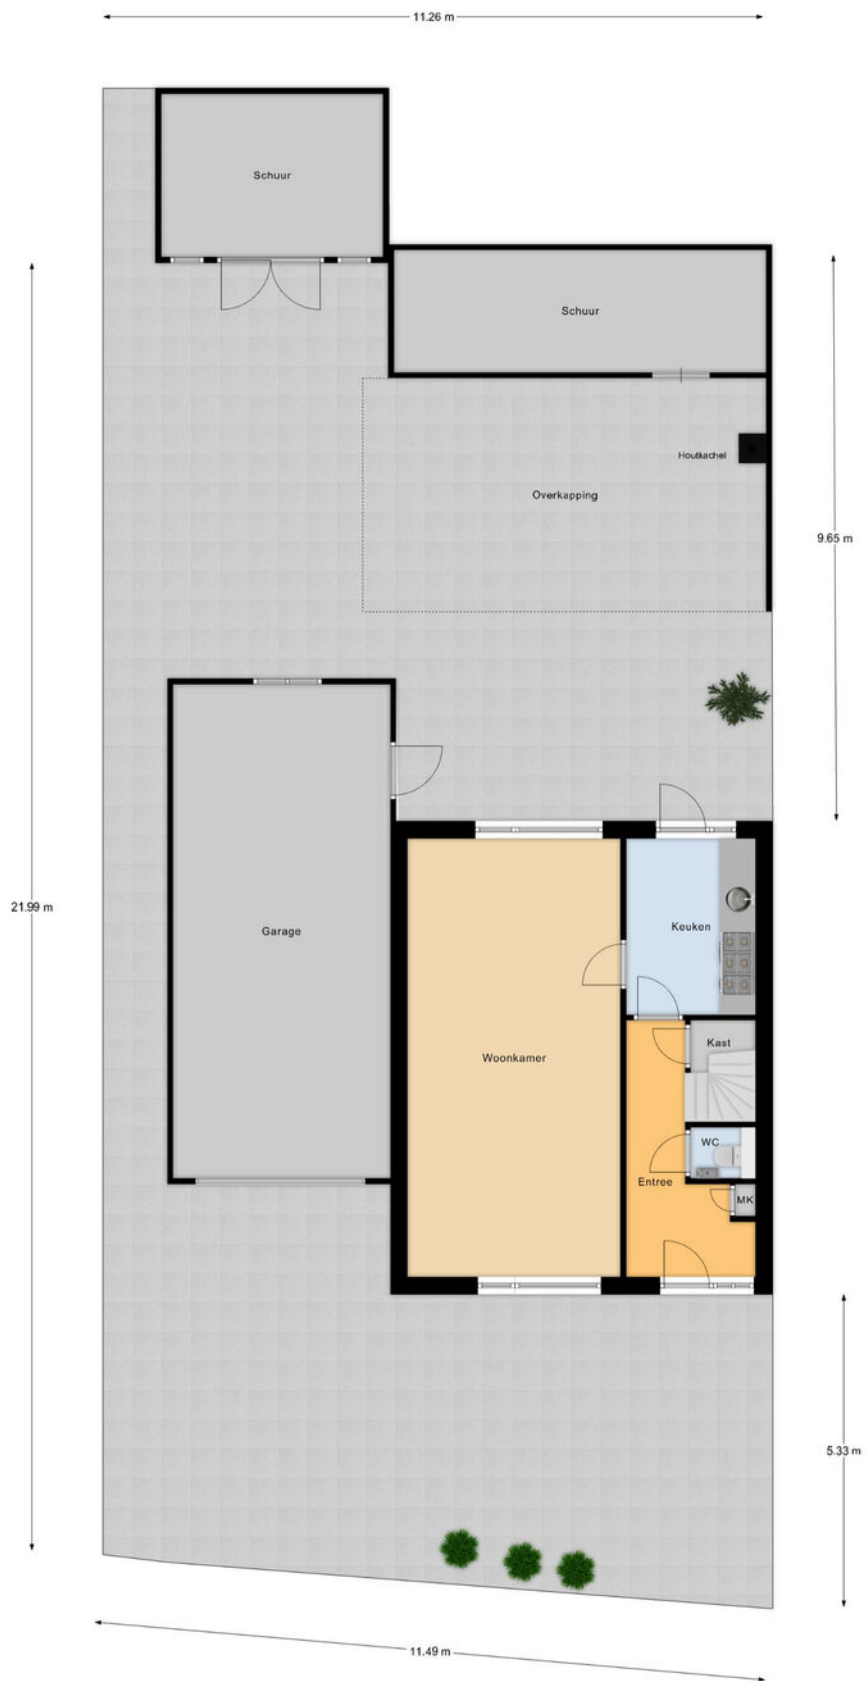 11.26 m
Schuur
Schuur
Houtkachel
Overkapping
9.65 m
21.99 m
Garage
Keuken
Woonkamer
Kast
WC
Entree
MK
5.33 m
11.49 m